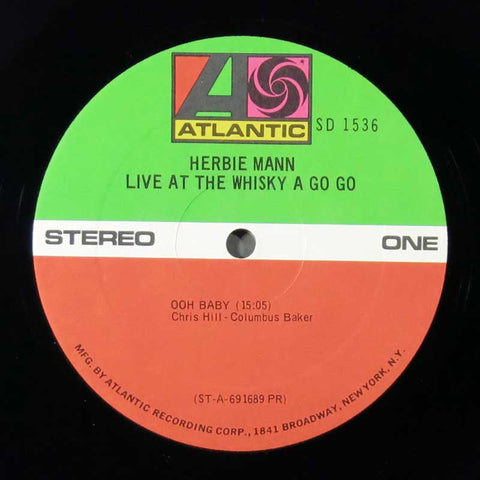 ATLANTIC
SD 1536
HERBIE MANN
LIVE AT THE WHISKY A GO GO
STEREO
ONE
OOH BABY (15:05)
Chris Hill - Columbus Baker
(ST-A-691689 PR)
MFG. BY ATLANTIC RECORDING CORP., 1841 BROADWAY, NEW YORK, N.Y.